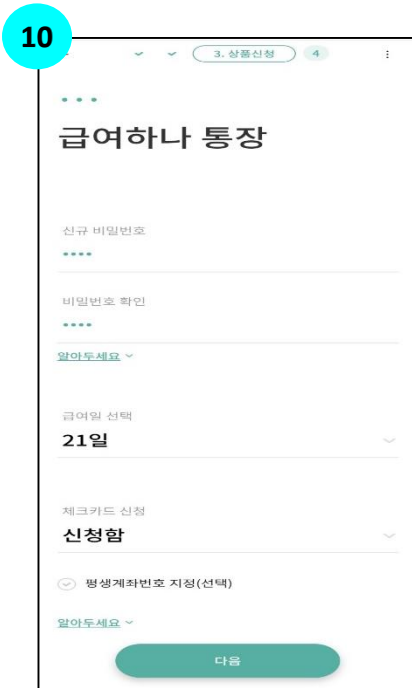 10
3. 상품신청 4
급여하나 통장
신규 비밀번호
••••
비밀번호 확인
••••
알아두세요
급여일 선택
21일
체크카드 신청
신청함
평생계좌번호 지정(선택)
알아두세요
다음